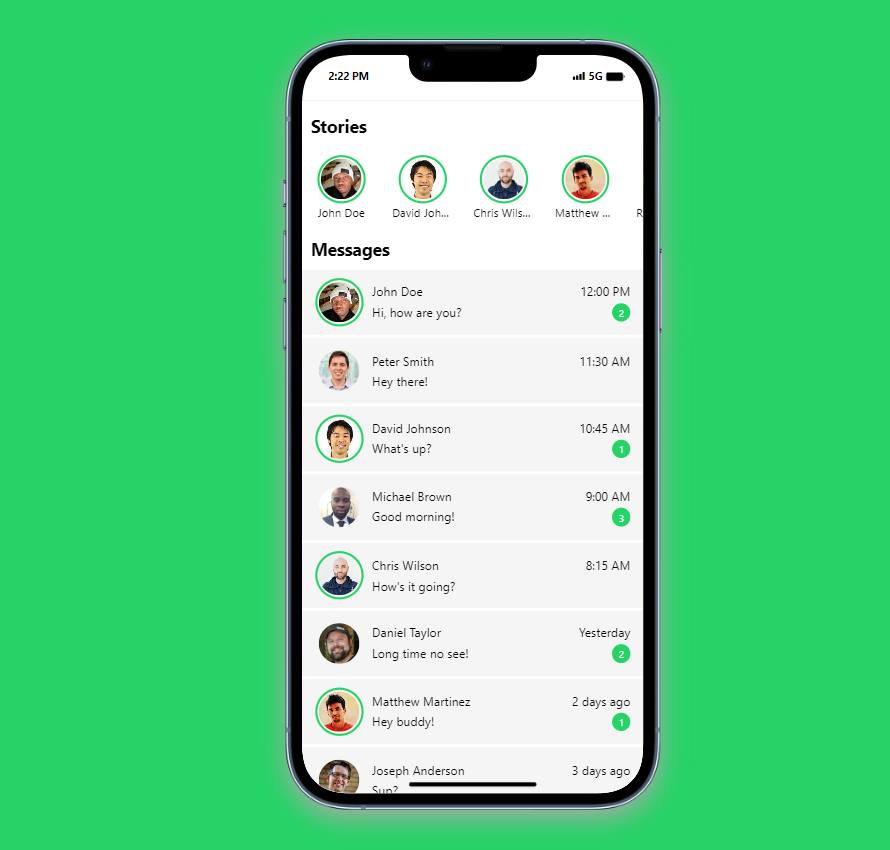 2:22 PM 5G
Stories
John Doe David Joh... Chris Wils... Matthew ... R
Messages
John Doe 12:00 PM
Hi, how are you? 2
Peter Smith 11:30 AM
Hey there!
David Johnson 10:45 AM
What's up? 1
Michael Brown 9:00 AM
Good morning! 3
Chris Wilson 8:15 AM
How's it going?
Daniel Taylor Yesterday
Long time no see! 2
Matthew Martinez 2 days ago
Hey buddy! 1
Joseph Anderson 3 days ago
Sup?